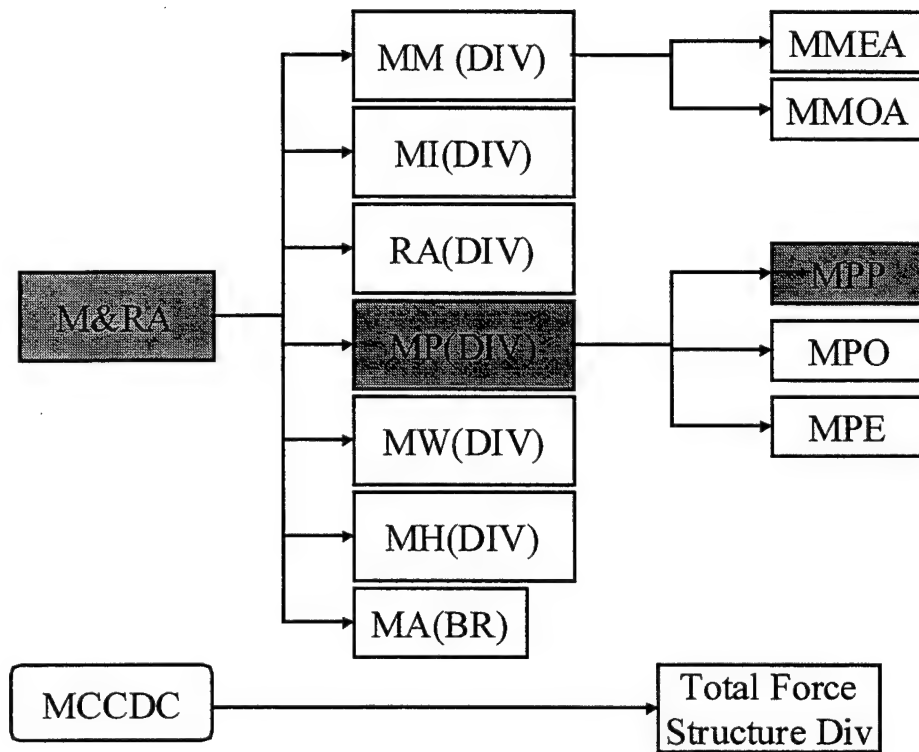 MM (DIV)
MI(DIV)
RA(DIV)
M&RA
MP(DIV)
MW(DIV)
MH(DIV)
MA(BR)
MMEA
MMOA
MPP
MPO
MPE
MCCDC
Total Force
Structure Div